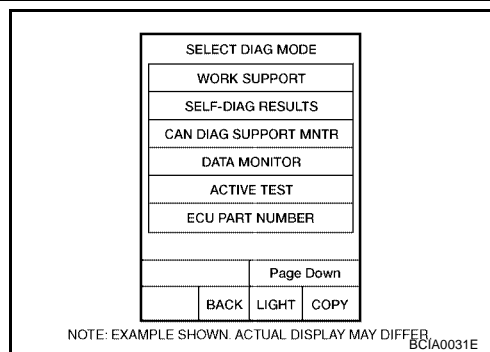 SELECT DIAG MODE
WORK SUPPORT
SELF-DIAG RESULTS
CAN DIAG SUPPORT MNTR
DATA MONITOR
ACTIVE TEST
ECU PART NUMBER
Page Down
BACK LIGHT COPY
NOTE: EXAMPLE SHOWN. ACTUAL DISPLAY MAY DIFFER.
BCIA0031E